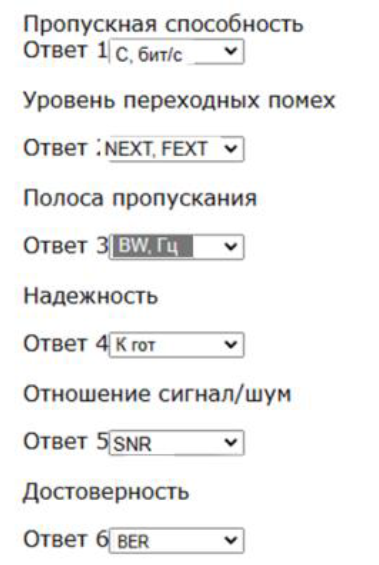 Пропускная способность
Ответ 1 C, бит/с
Уровень переходных помех
Ответ : NEXT, FEXT
Полоса пропускания
Ответ 3 BW, Гц
Надежность
Ответ 4 К гот
Отношение сигнал/шум
Ответ 5 SNR
Достоверность
Ответ 6 BER